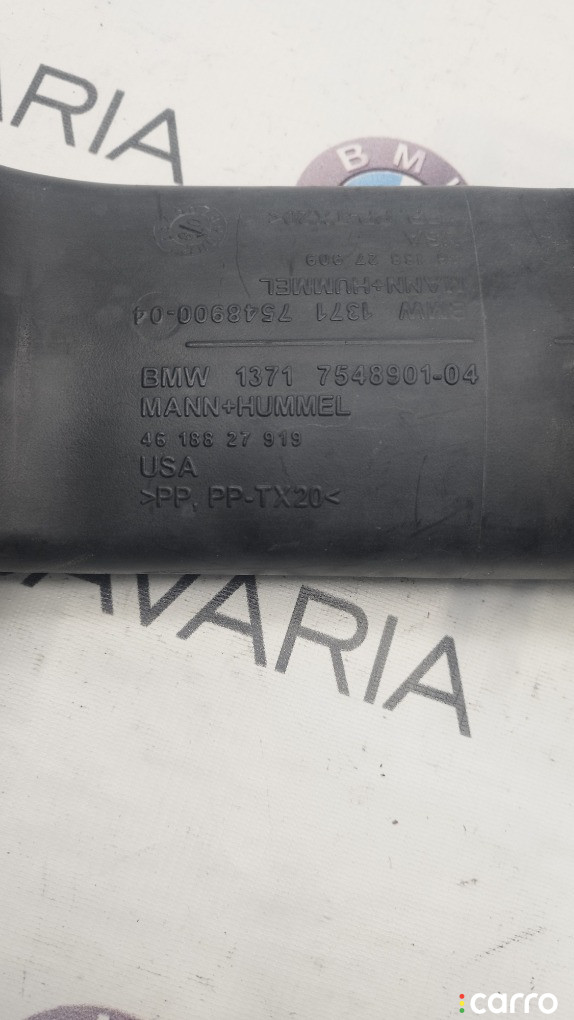 ARIA
BMW
BMW 1371 7548900-04
MANN+HUMMEL
BMW 1371 7548901-04
MANN+HUMMEL
46 188 27 919
USA
>PP, PP-TX20<
AVARIA
carro